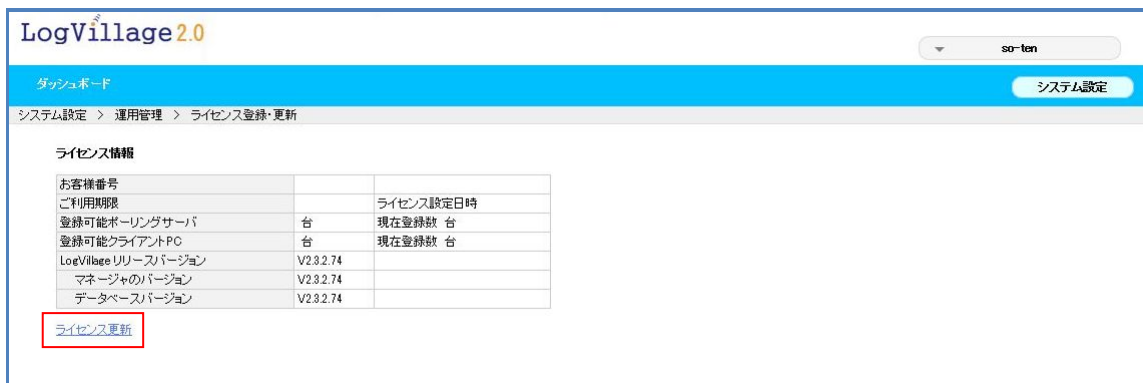 LogVillage 2.0
so-ten
ダッシュボード
システム設定
システム設定 > 運用管理 > ライセンス登録・更新
ライセンス情報
お客様番号
ご利用期限 ライセンス設定日時
登録可能ポーリングサーバ 台 現在登録数 台
登録可能クライアントPC 台 現在登録数 台
LogVillage リリースバージョン V2.3.2.74
マネージャのバージョン V2.3.2.74
データベースバージョン V2.3.2.74
ライセンス更新